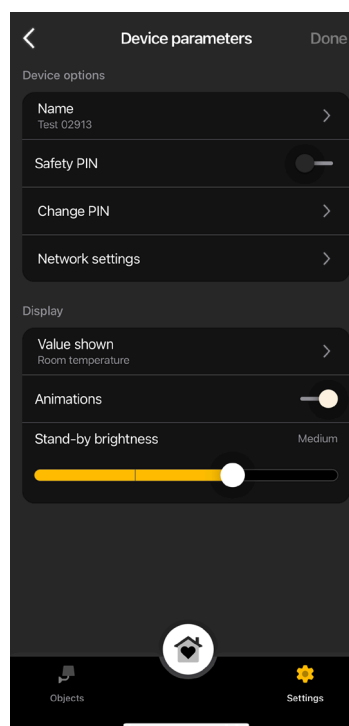 Device parameters
Done
Device options
Name
Test 02913
Safety PIN
Change PIN
Network settings
Display
Value shown
Room temperature
Animations
Stand-by brightness
Medium
Objects
Settings